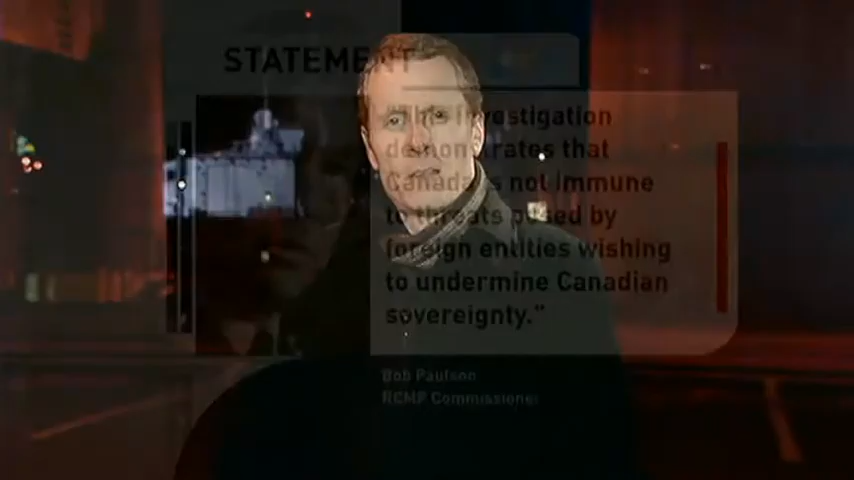 STATEMENT
"This investigation
demonstrates that
Canada is not immune
to threats posed by
foreign entities wishing
to undermine Canadian
sovereignty."
Bob Paulson
RCMP Commissioner